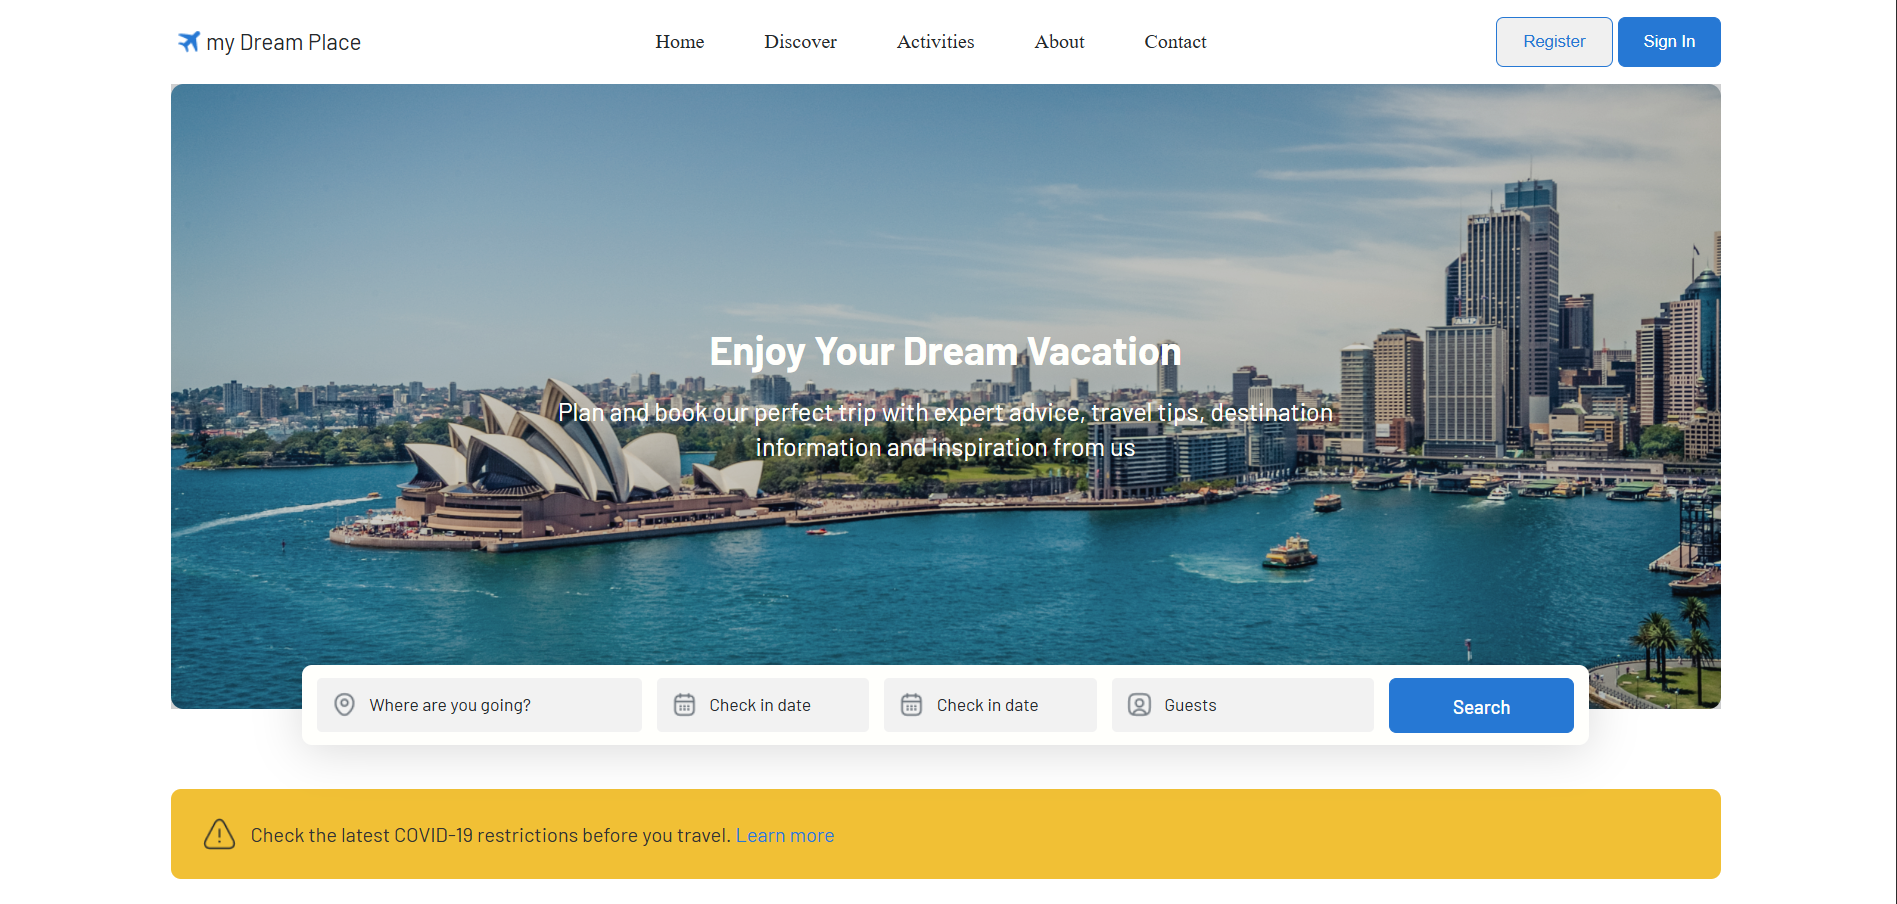 my Dream Place
Home
Discover
Activities
About
Contact
Register
Sign In
AMP
AMP
Enjoy Your Dream Vacation
Plan and book our perfect trip with expert advice, travel tips, destination
information and inspiration from us
Where are you going?
Check in date
Check in date
Guests
Search
Check the latest COVID-19 restrictions before you travel. Learn more